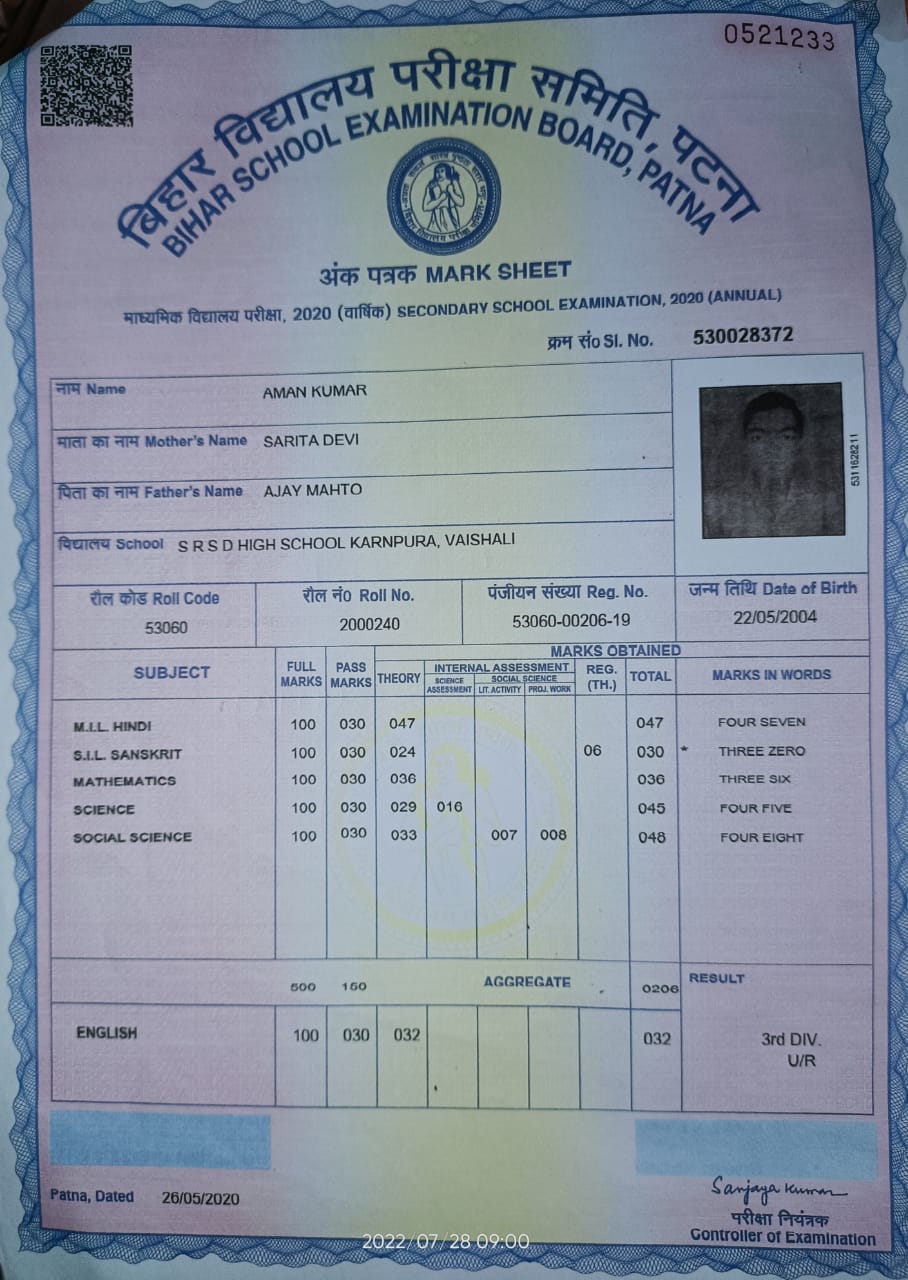 0521233
बिहार विद्यालय परीक्षा समिति, पटना
BIHAR SCHOOL EXAMINATION BOARD, PATNA
अंक पत्रक MARK SHEET
माध्यमिक विद्यालय परीक्षा, 2020 (वार्षिक) SECONDARY SCHOOL EXAMINATION, 2020 (ANNUAL)
क्रम सं० Sl. No. 530028372
नाम Name AMAN KUMAR
माता का नाम Mother's Name SARITA DEVI
पिता का नाम Father's Name AJAY MAHTO
विद्यालय School S R S D HIGH SCHOOL KARNPURA, VAISHALI
5311628211
रौल कोड Roll Code रौल नं० Roll No. पंजीयन संख्या Reg. No. जन्म तिथि Date of Birth
53060 2000240 53060-00206-19 22/05/2004
MARKS OBTAINED
SUBJECT FULL MARKS PASS MARKS THEORY INTERNAL ASSESSMENT REG. (TH.) TOTAL MARKS IN WORDS
SCIENCE ASSESSMENT SOCIAL SCIENCE LIT. ACTIVITY PROJ. WORK
M.I.L. HINDI 100 030 047 047 FOUR SEVEN
S.I.L. SANSKRIT 100 030 024 06 030 * THREE ZERO
MATHEMATICS 100 030 036 036 THREE SIX
SCIENCE 100 030 029 016 045 FOUR FIVE
SOCIAL SCIENCE 100 030 033 007 008 048 FOUR EIGHT
500 150 AGGREGATE 0206 RESULT
ENGLISH 100 030 032 032 3rd DIV.
U/R
Patna, Dated 26/05/2020
Sanjaya Kumar
परीक्षा नियंत्रक
Controller of Examination
2022/07/28 09:00